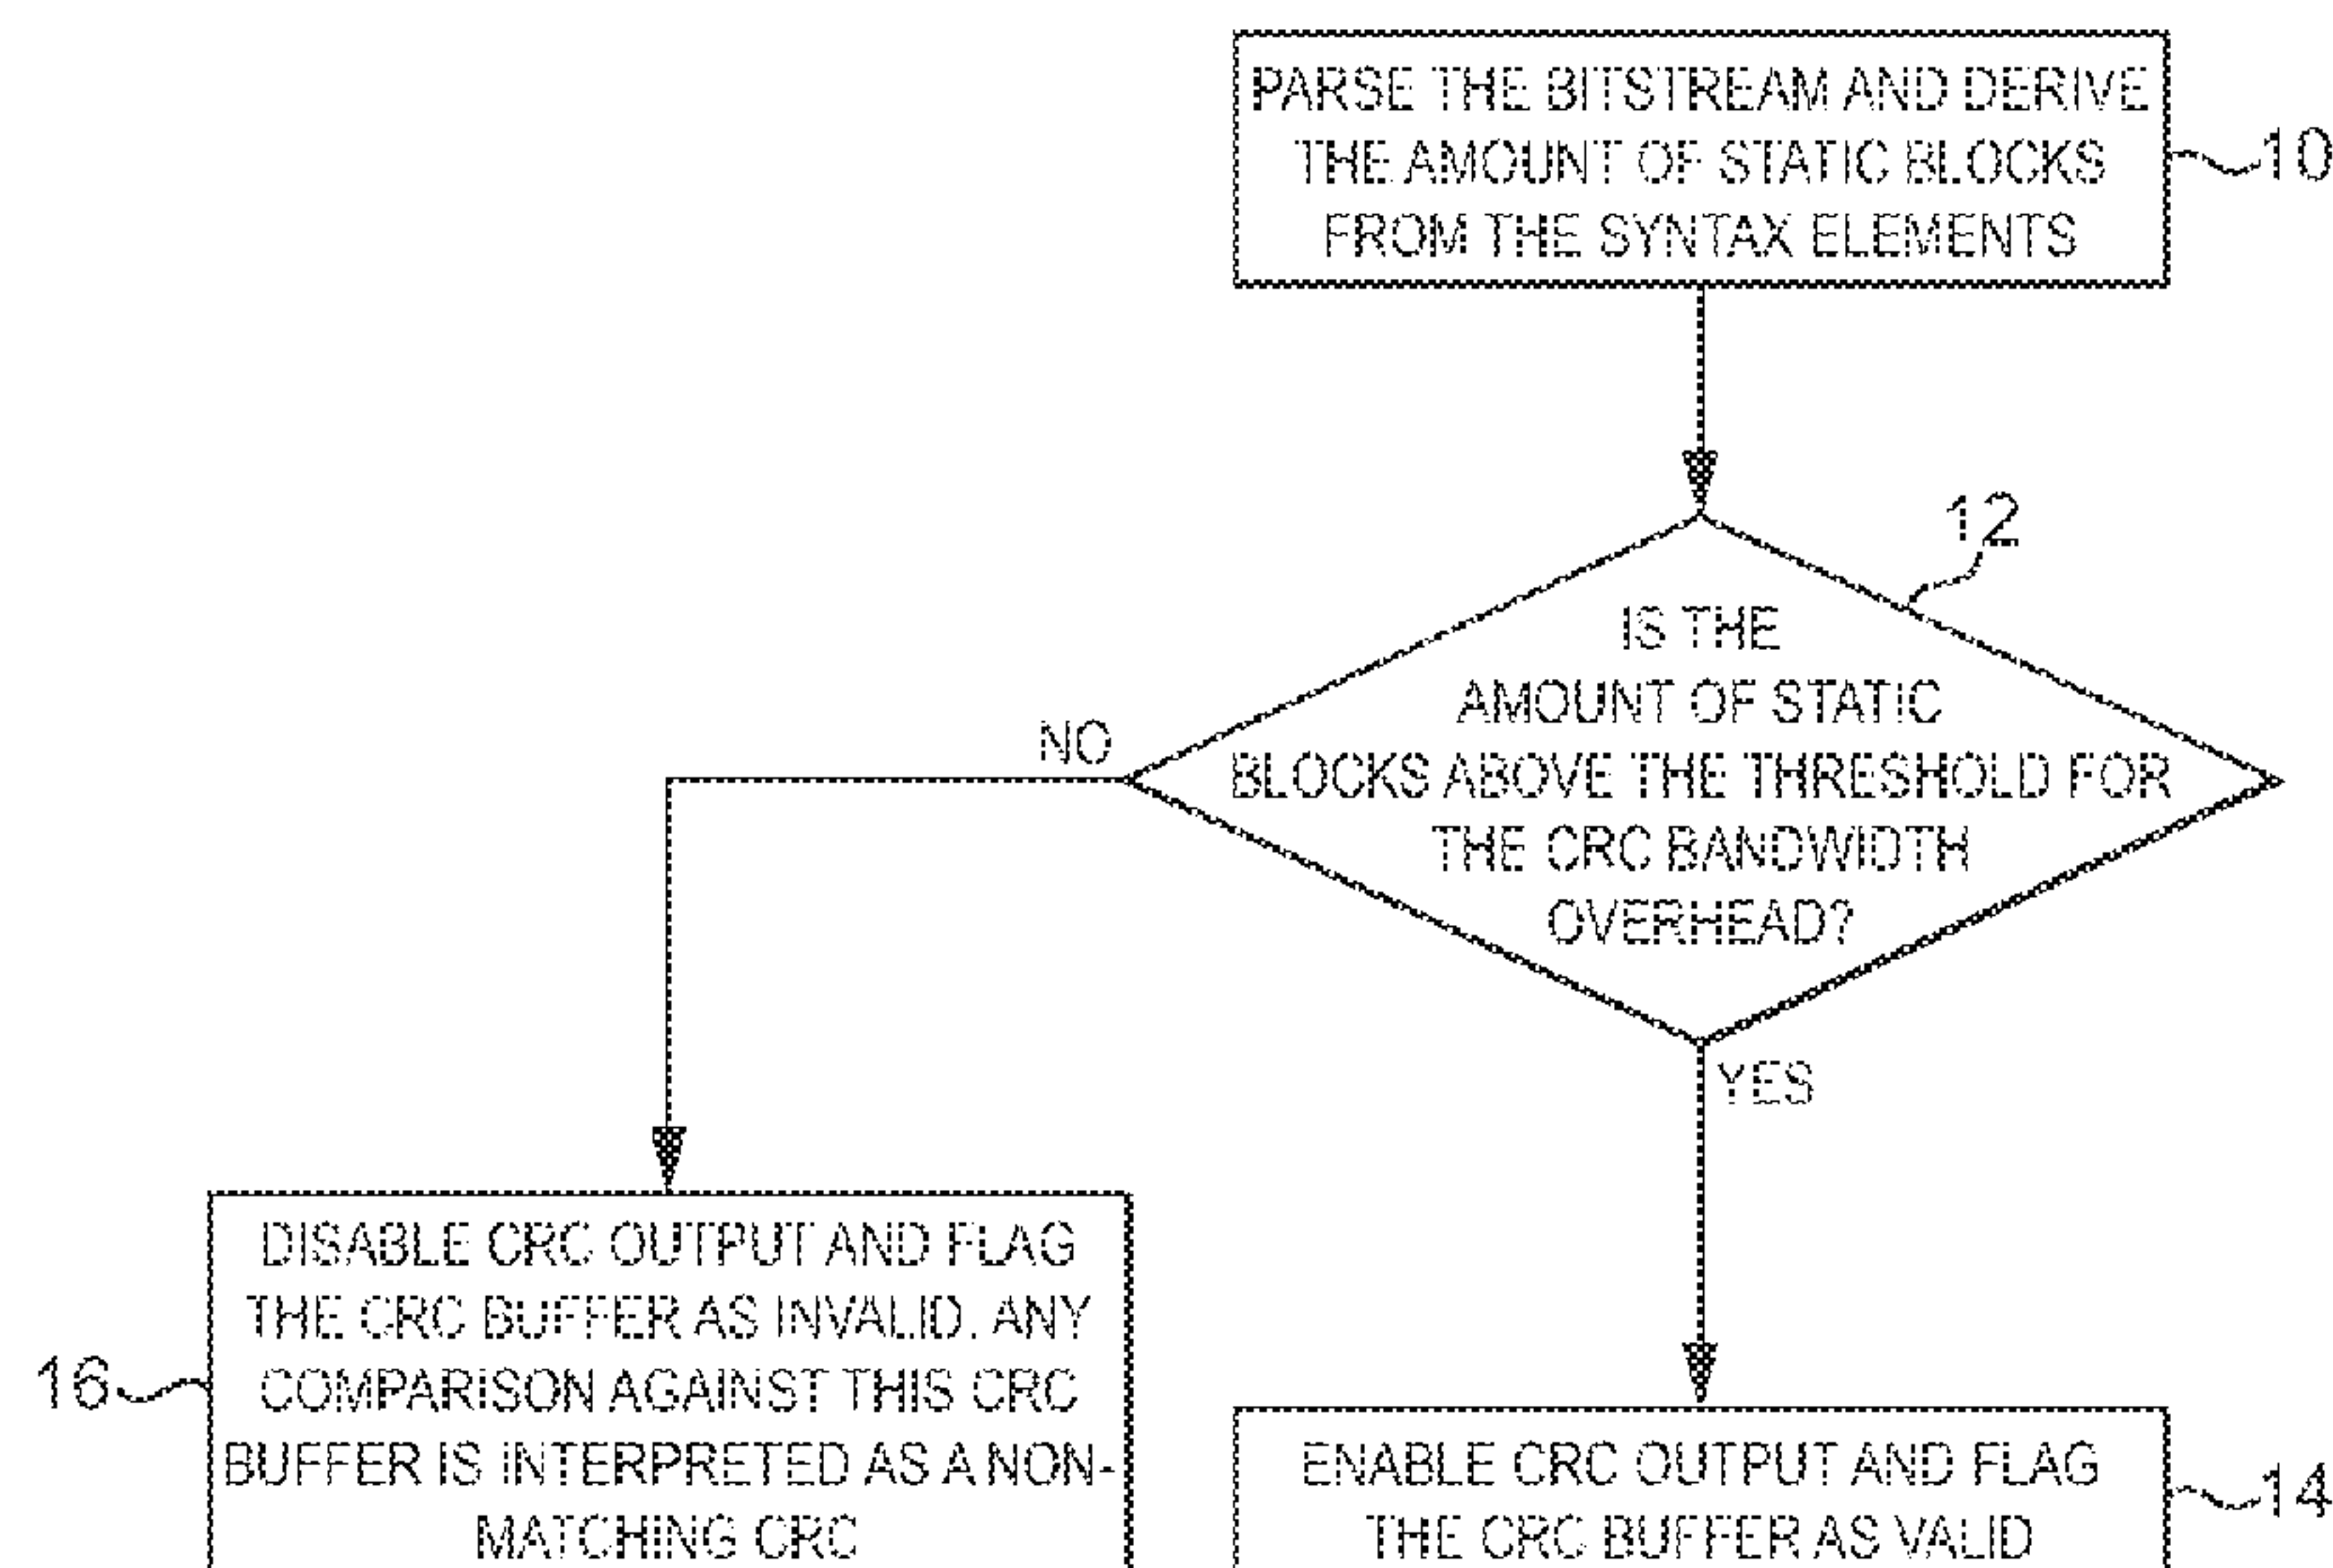 PARSE THE BITSTREAM AND DERIVE
THE AMOUNT OF STATIC BLOCKS
FROM THE SYNTAX ELEMENTS
10
12
IS THE
AMOUNT OF STATIC
BLOCKS ABOVE THE THRESHOLD FOR
THE CRC BANDWIDTH
OVERHEAD?
NO
YES
DISABLE CRC OUTPUT AND FLAG
THE CRC BUFFER AS INVALID. ANY
COMPARISON AGAINST THIS CRC
BUFFER IS INTERPRETED AS A NON-
MATCHING CRC
16
ENABLE CRC OUTPUT AND FLAG
THE CRC BUFFER AS VALID
14